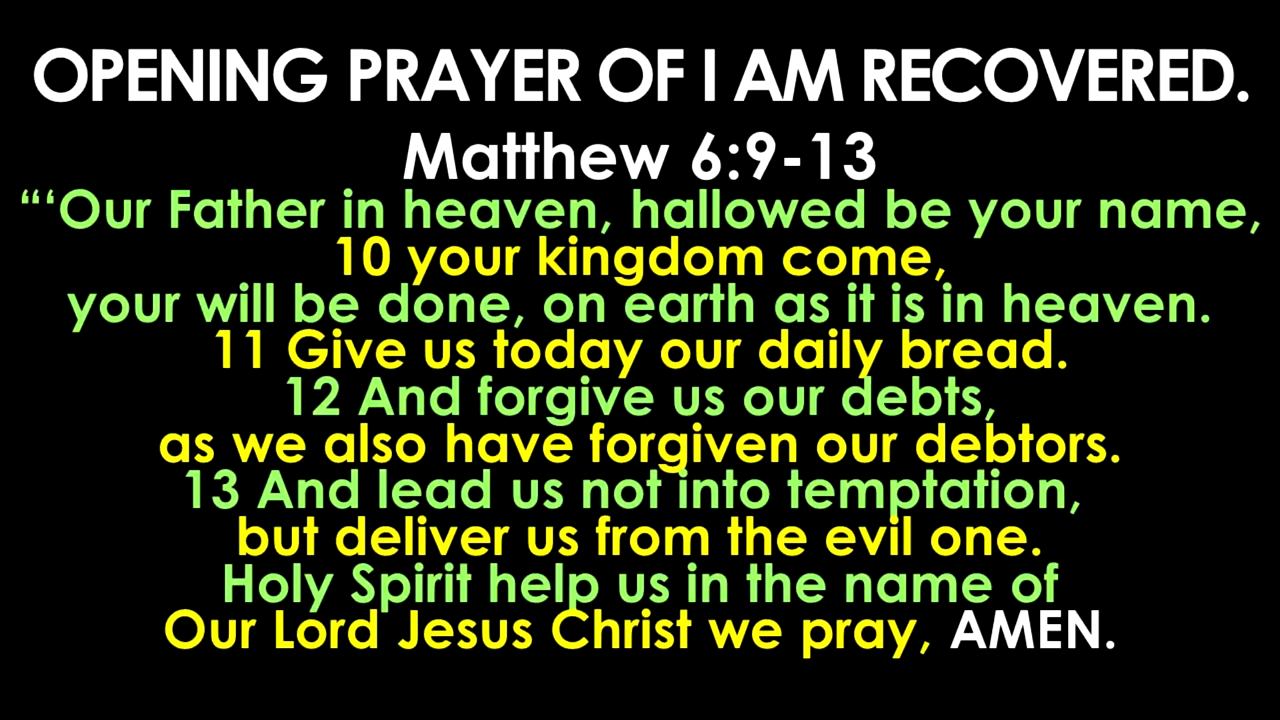 OPENING PRAYER OF I AM RECOVERED.
Matthew 6:9-13
“‘Our Father in heaven, hallowed be your name,
10 your kingdom come,
your will be done, on earth as it is in heaven.
11 Give us today our daily bread.
12 And forgive us our debts,
as we also have forgiven our debtors.
13 And lead us not into temptation,
but deliver us from the evil one.
Holy Spirit help us in the name of
Our Lord Jesus Christ we pray, AMEN.